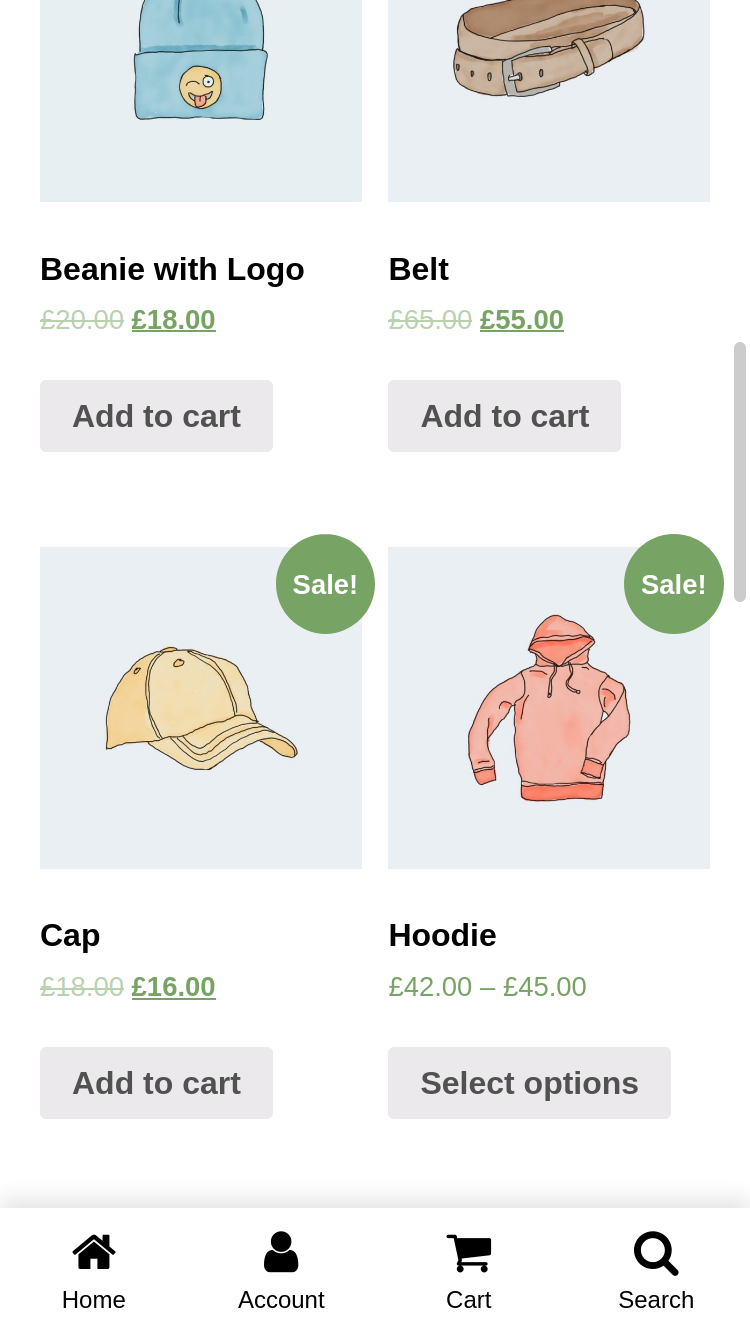 Beanie with Logo
£20.00 £18.00
Add to cart
Belt
£65.00 £55.00
Add to cart
Sale!
Cap
£18.00 £16.00
Add to cart
Sale!
Hoodie
£42.00 – £45.00
Select options
Home
Account
Cart
Search